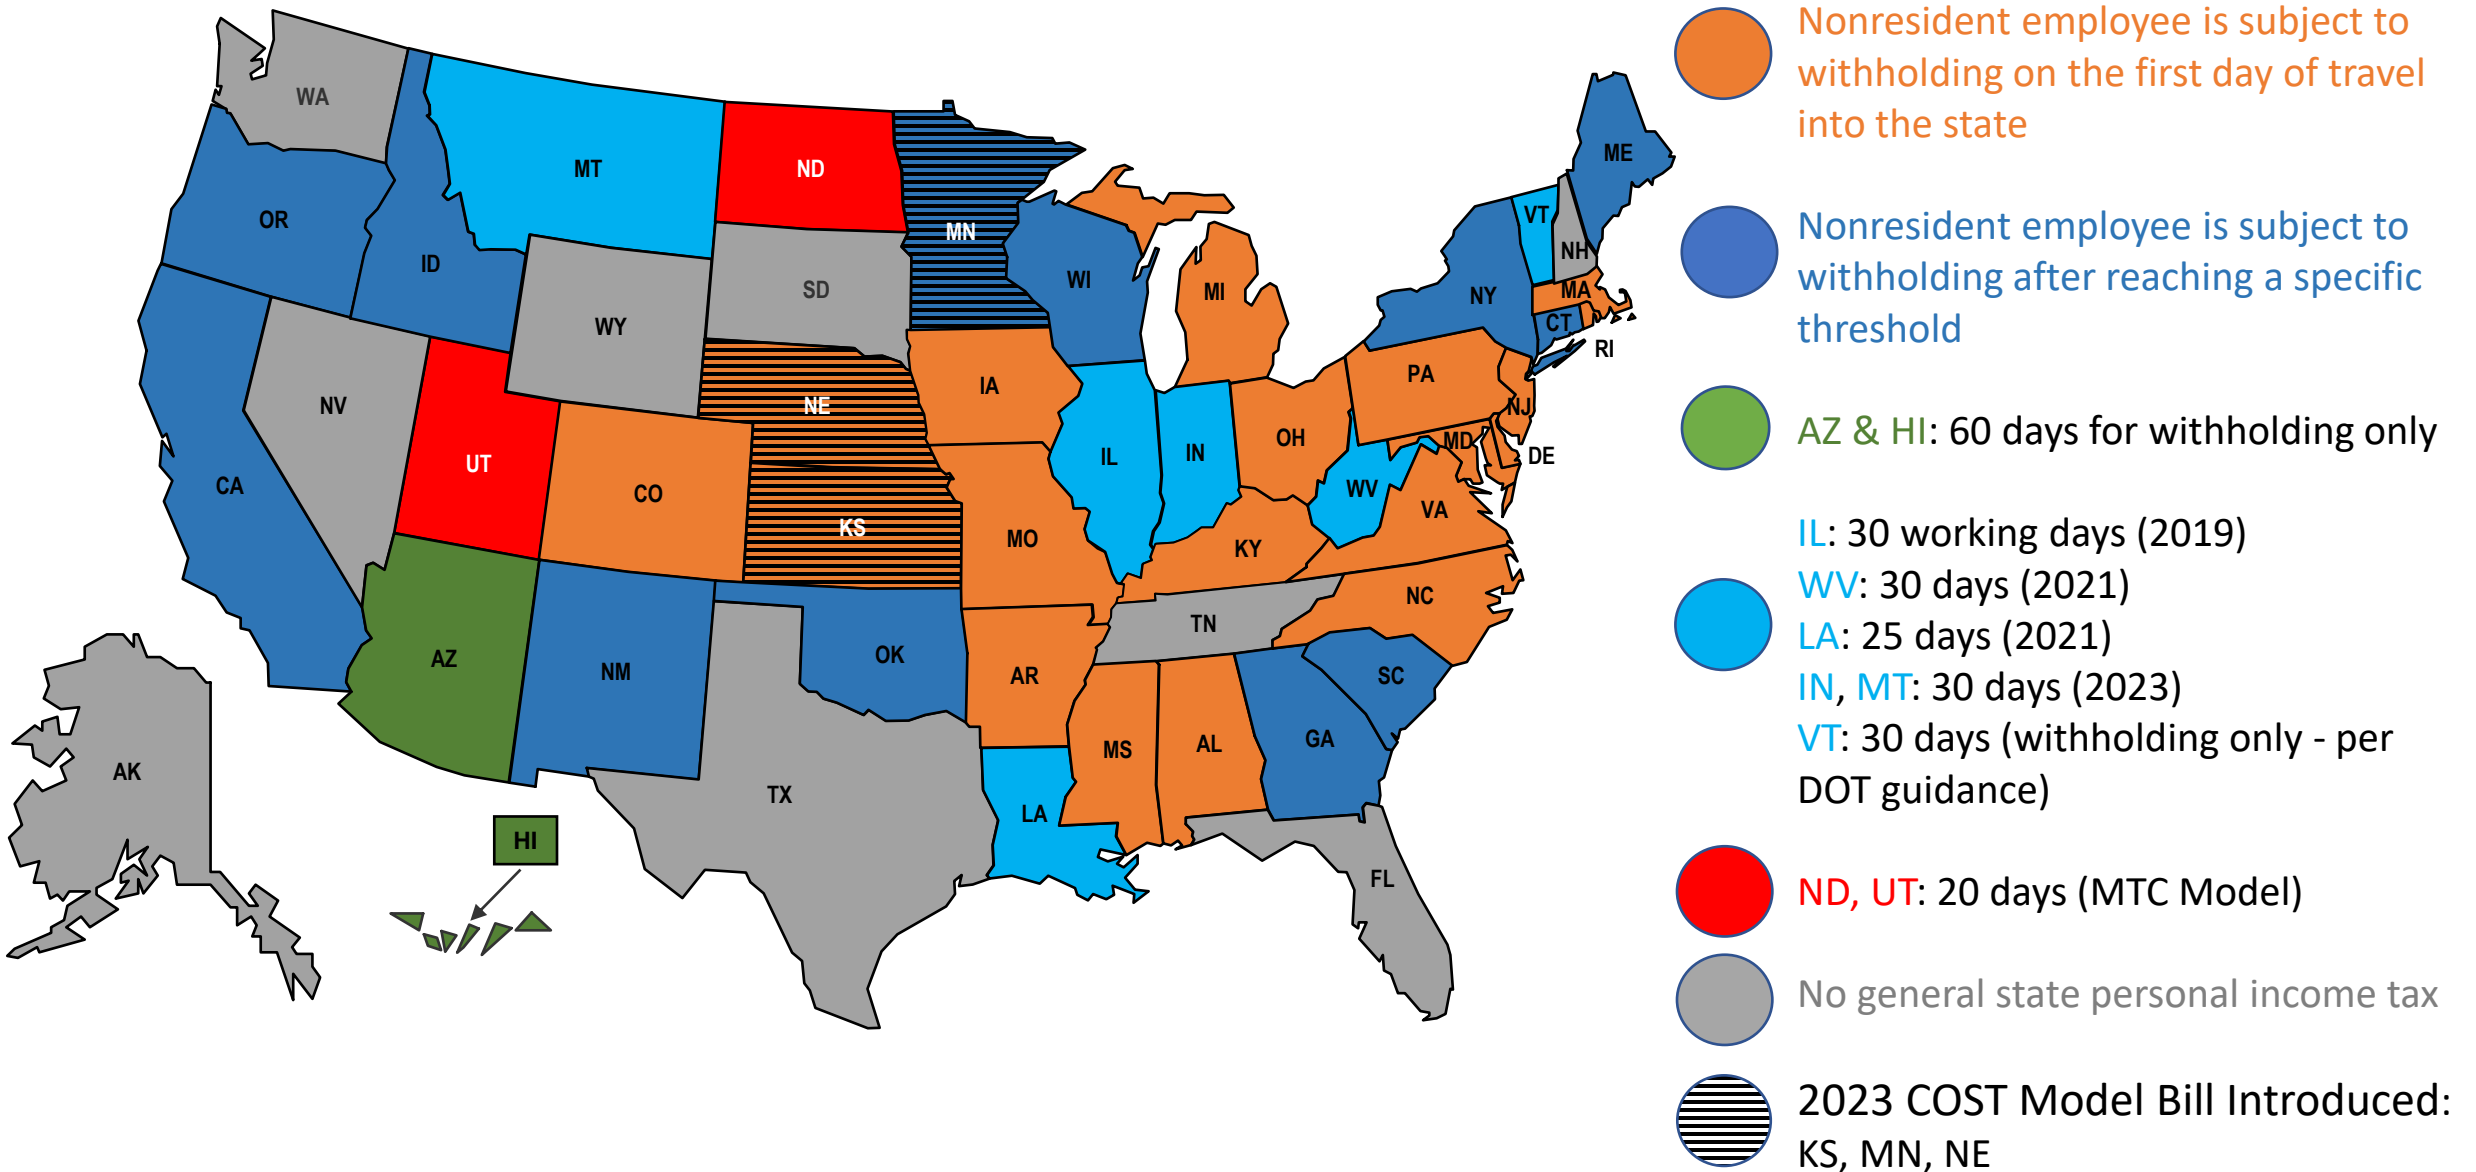 WA
MT
ND
MN
OR
ID
SD
WY
WI
MI
ME
VT
NH
NY
MA
CT
RI
NV
NE
IA
PA
NJ
CA
UT
CO
KS
MO
IL
IN
OH
MD
DE
WV
VA
KY
NC
TN
AZ
NM
OK
AR
SC
MS
AL
GA
TX
LA
FL
AK
HI
Nonresident employee is subject to
withholding on the first day of travel
into the state
Nonresident employee is subject to
withholding after reaching a specific
threshold
AZ & HI: 60 days for withholding only
IL: 30 working days (2019)
WV: 30 days (2021)
LA: 25 days (2021)
IN, MT: 30 days (2023)
VT: 30 days (withholding only - per
DOT guidance)
ND, UT: 20 days (MTC Model)
No general state personal income tax
2023 COST Model Bill Introduced:
KS, MN, NE